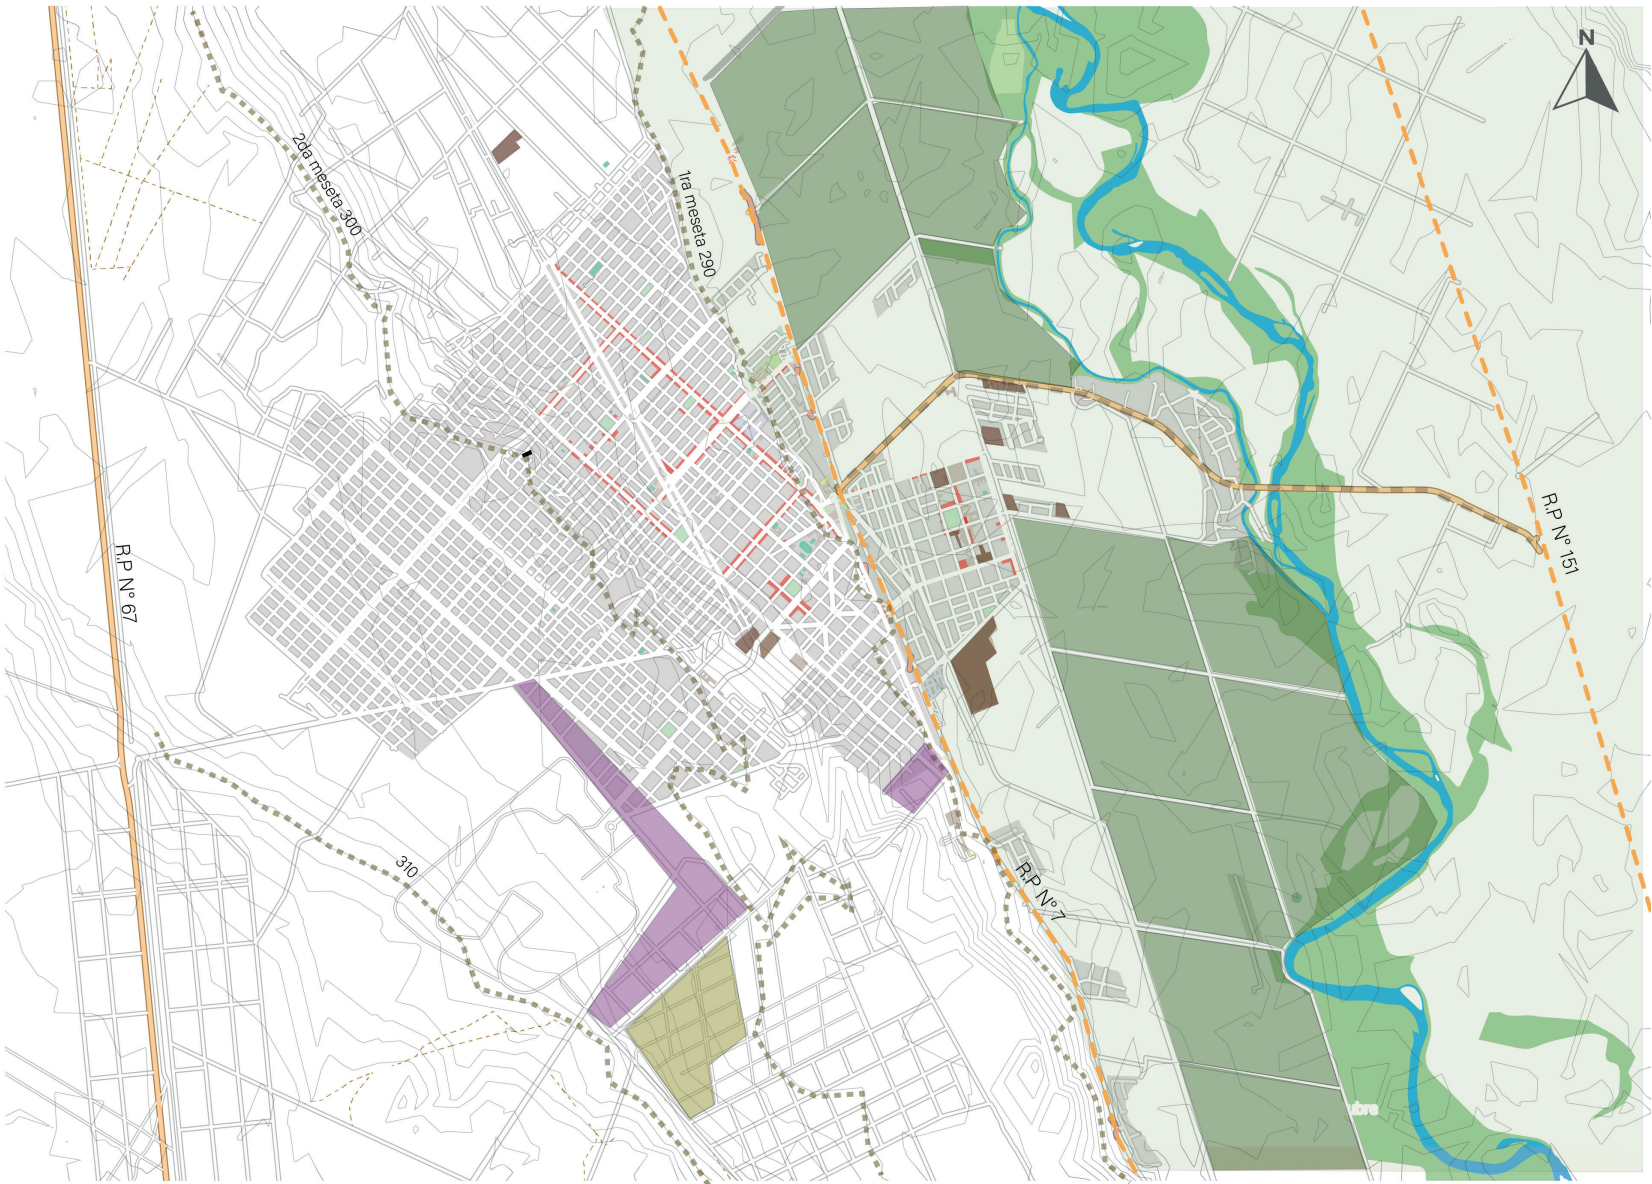 N
2da meseta 300
1ra meseta 290
R.P N° 151
R.P N° 67
310
R.P N° 7